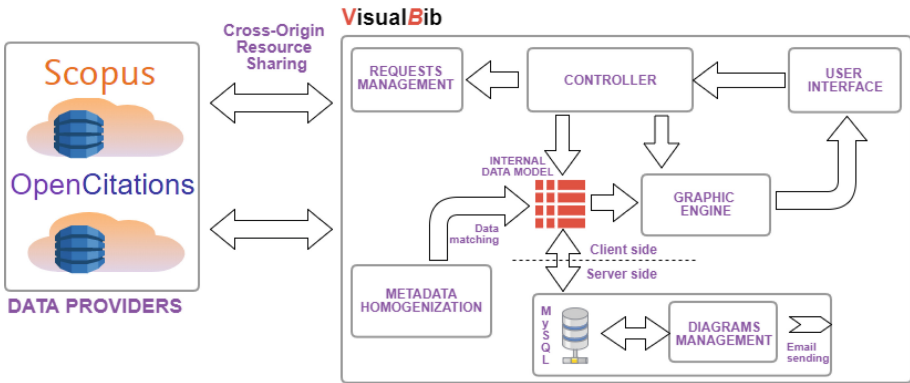 VisualBib
Cross-Origin
Resource
Sharing
Scopus
OpenCitations
DATA PROVIDERS
REQUESTS
MANAGEMENT
CONTROLLER
USER
INTERFACE
INTERNAL
DATA MODEL
GRAPHIC
ENGINE
Data
matching
METADATA
HOMOGENIZATION
Client side
Server side
MySQL
DIAGRAMS
MANAGEMENT
Email
sending